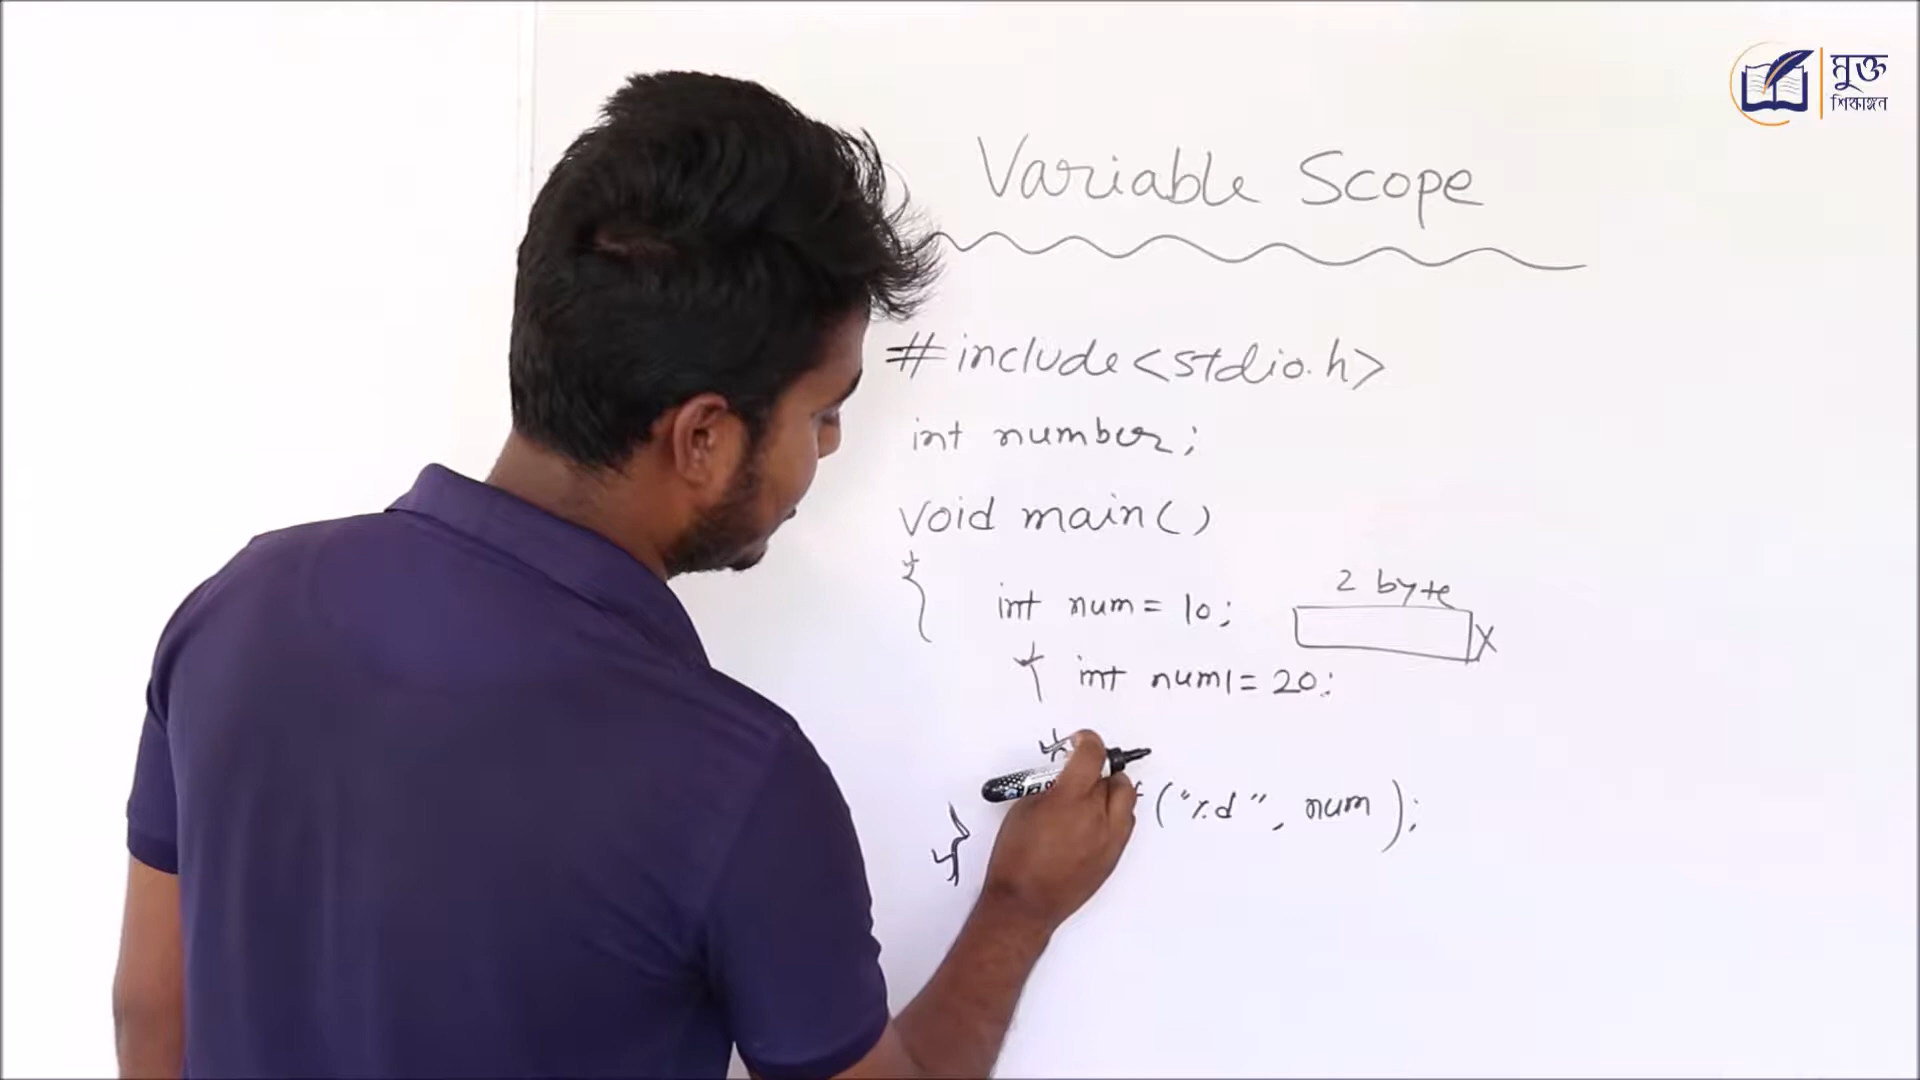 মুক্ত
শিক্ষাঙ্গন
Variable Scope
#include<stdio.h>
int number;
void main()
{
int num = 10;
2 byte
X
{ int num1 = 20;
}
("%d", num);
}